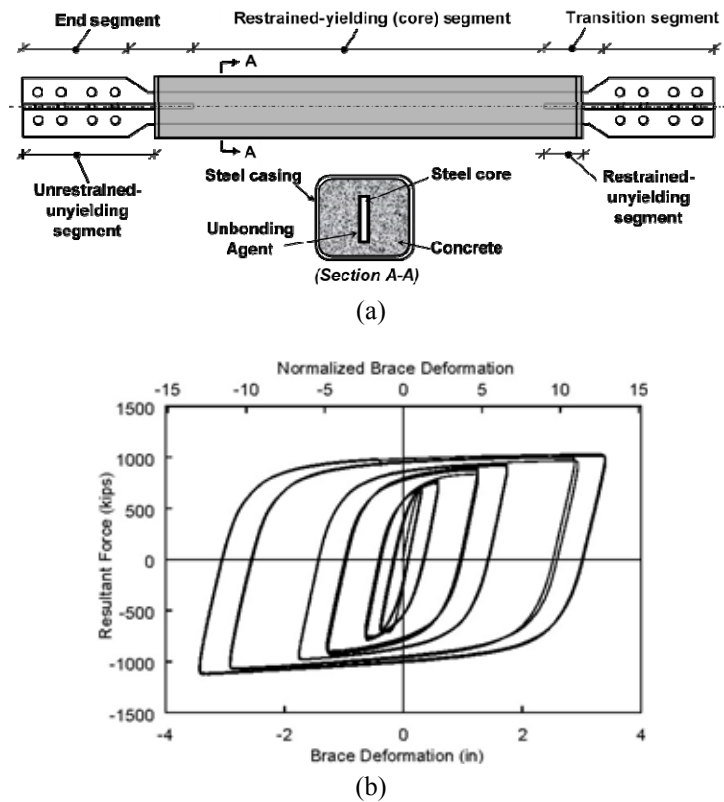 End segment
Restrained-yielding (core) segment
Transition segment
A
A
Unrestrained-
unyielding
segment
Steel casing
Steel core
Restrained-
unyielding
segment
Unbonding
Agent
Concrete
(Section A-A)
(a)
Normalized Brace Deformation
-15 -10 -5 0 5 10 15
1500
1000
500
0
-500
-1000
-1500
Resultant Force (kips)
-4 -2 0 2 4
Brace Deformation (in)
(b)